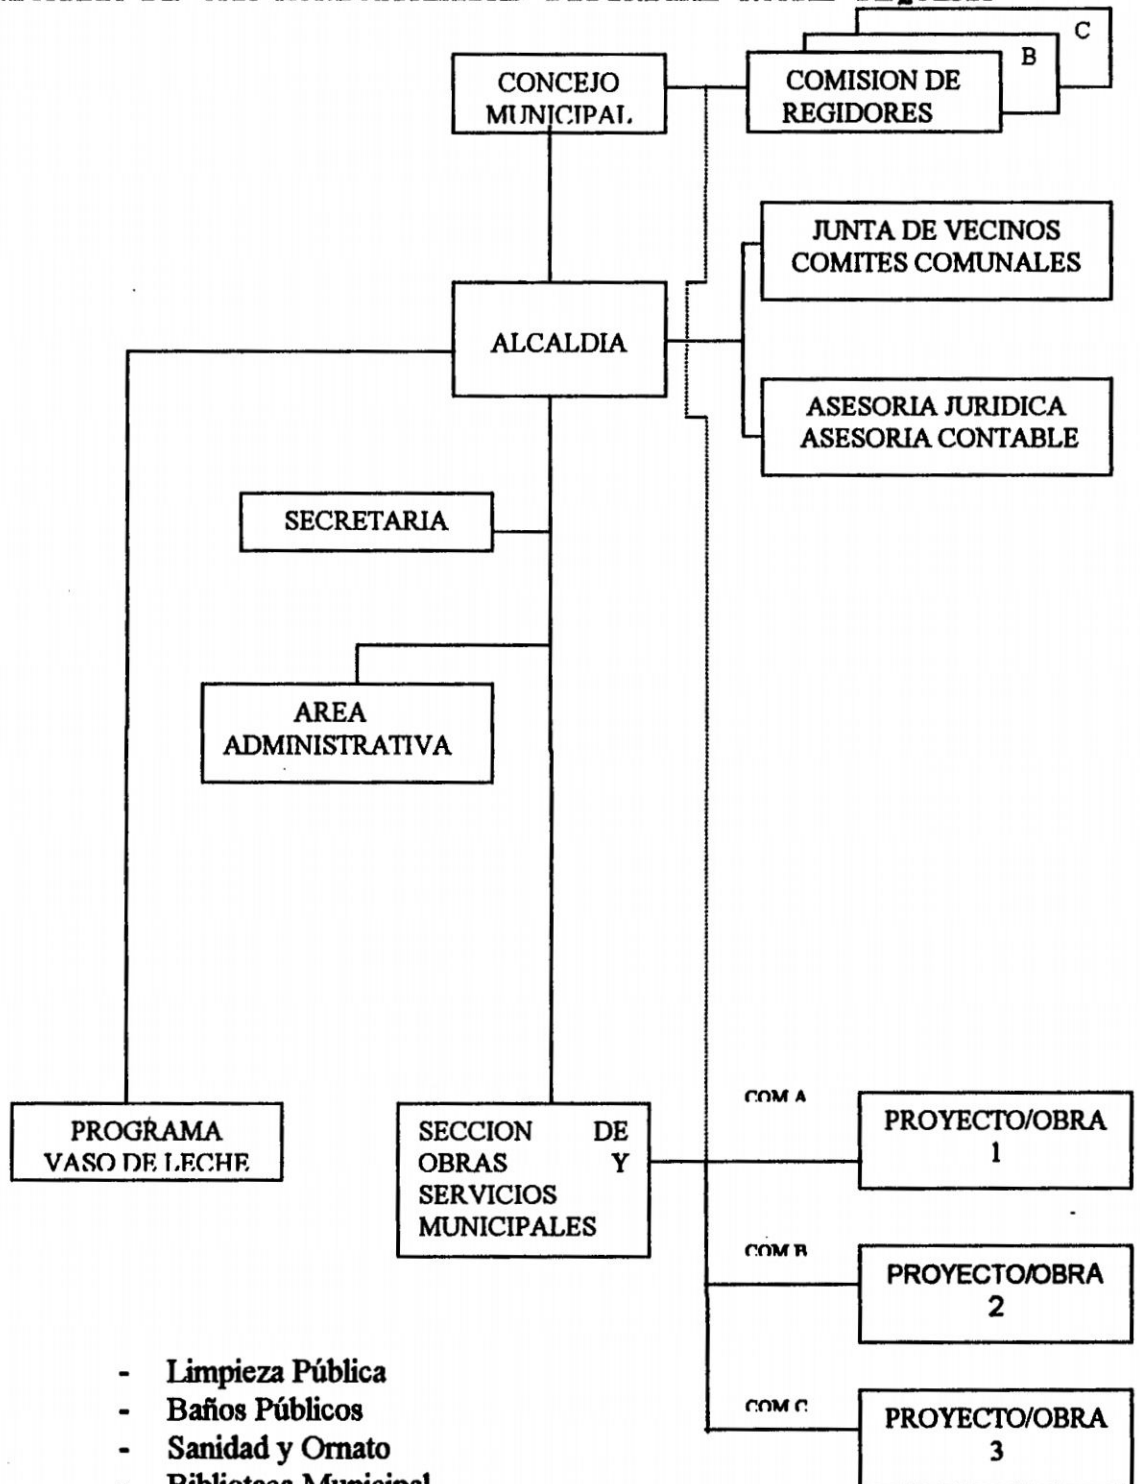 C
B
CONCEJO
MUNICIPAL
COMISION DE
REGIDORES
JUNTA DE VECINOS
COMITES COMUNALES
ALCALDIA
ASESORIA JURIDICA
ASESORIA CONTABLE
SECRETARIA
AREA
ADMINISTRATIVA
PROGRAMA
VASO DE LECHE
SECCION DE
OBRAS Y
SERVICIOS
MUNICIPALES
COM A
PROYECTO/OBRA
1
COM B
PROYECTO/OBRA
2
COM C
PROYECTO/OBRA
3
- Limpieza Pública
- Baños Públicos
- Sanidad y Ornato
- Biblioteca Municipal